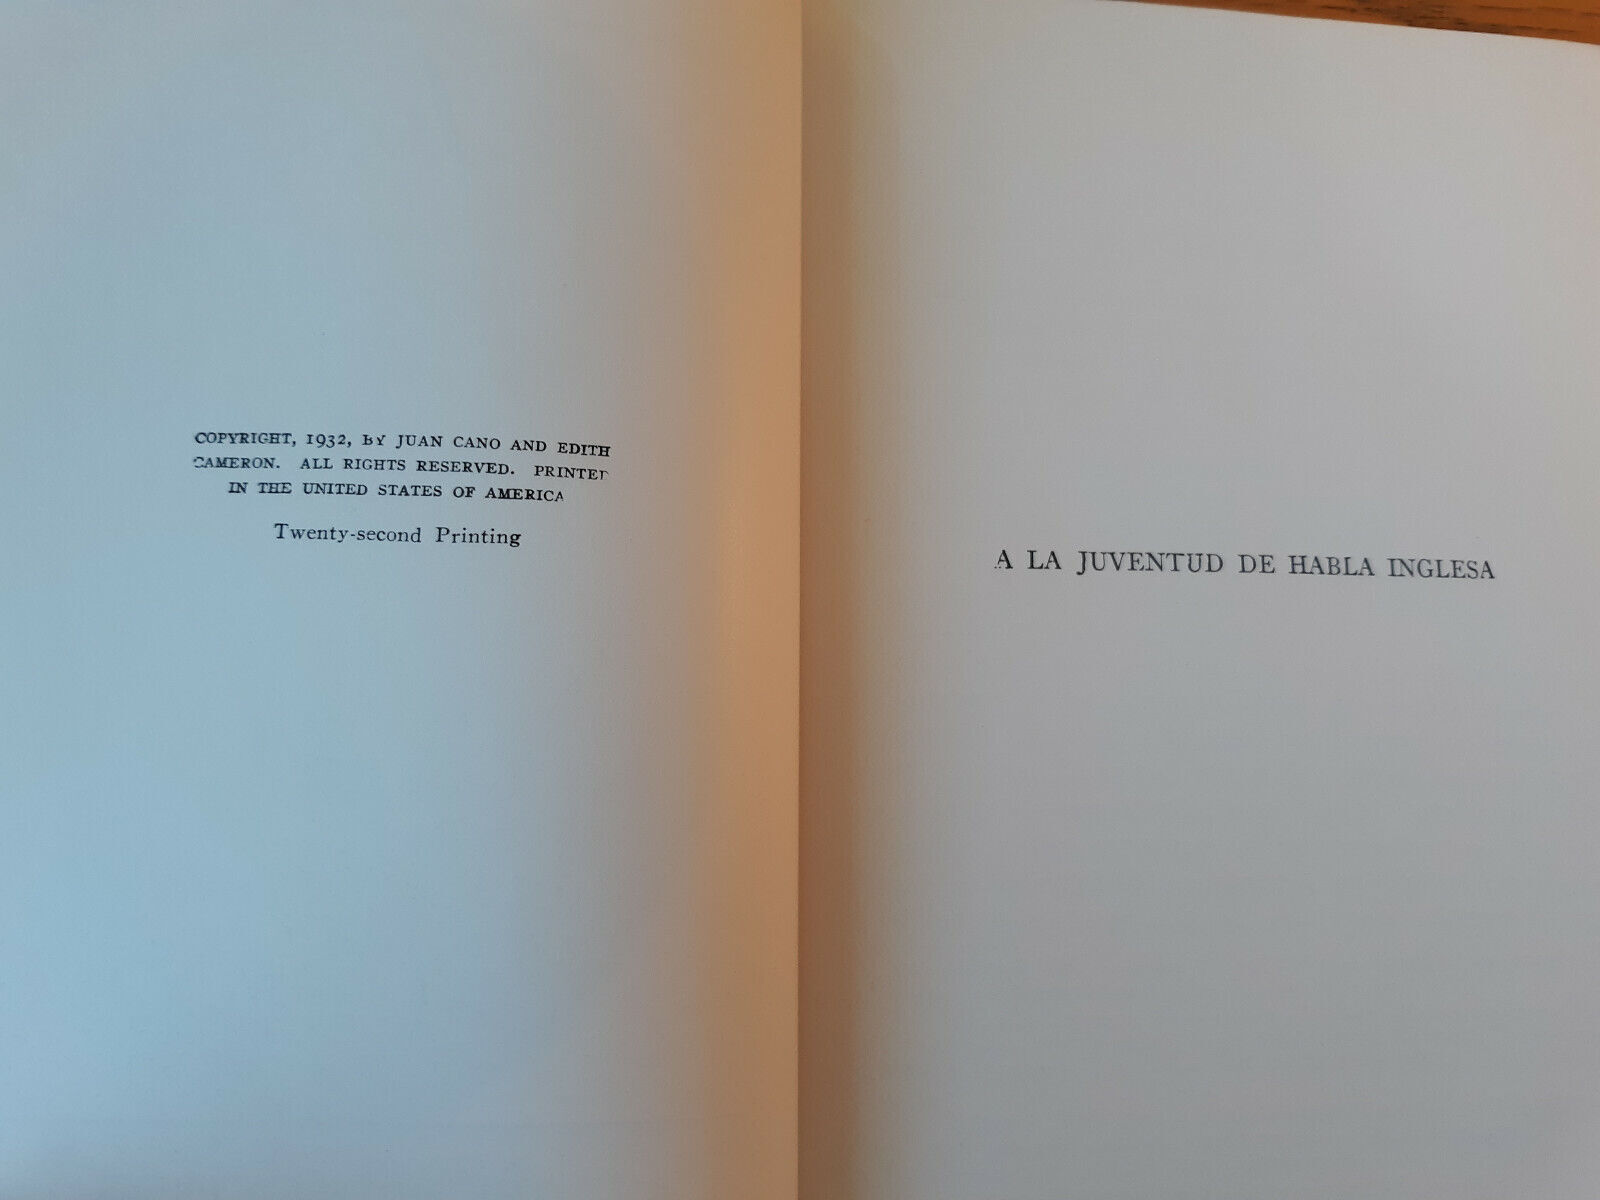 COPYRIGHT, 1932, BY JUAN CANO AND EDITH
CAMERON. ALL RIGHTS RESERVED. PRINTED
IN THE UNITED STATES OF AMERICA
Twenty-second Printing
A LA JUVENTUD DE HABLA INGLESA